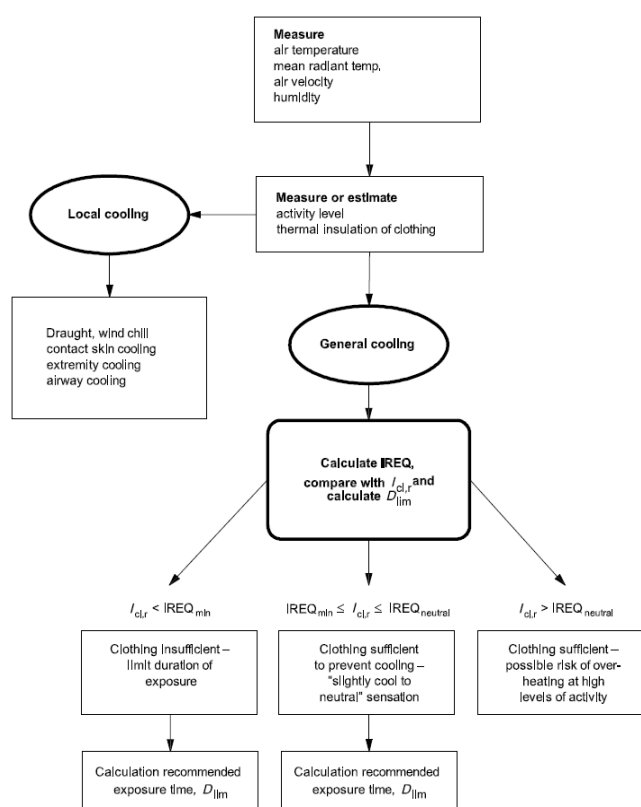 Measure
air temperature
mean radiant temp.
air velocity
humidity
Measure or estimate
activity level
thermal insulation of clothing
Local cooling
Draught, wind chill
contact skin cooling
extremity cooling
airway cooling
General cooling
Calculate IREQ,
compare with Icl,r and
calculate Dlim
Icl,r < IREQmin
IREQmin ≤ Icl,r ≤ IREQneutral
Icl,r > IREQneutral
Clothing insufficient –
limit duration of
exposure
Clothing sufficient
to prevent cooling –
"slightly cool to
neutral" sensation
Clothing sufficient –
possible risk of over-
heating at high
levels of activity
Calculation recommended
exposure time, Dlim
Calculation recommended
exposure time, Dlim